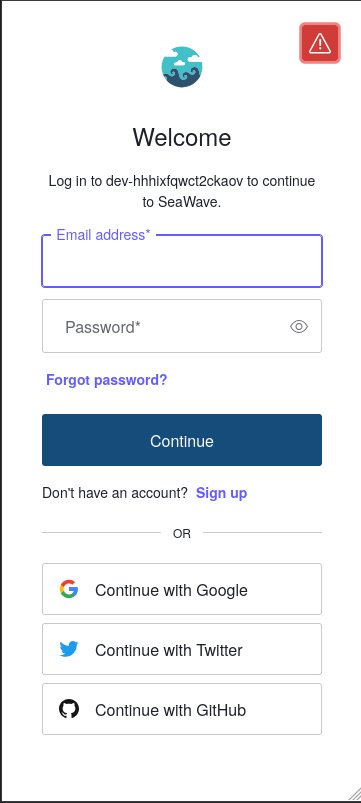 Welcome
Log in to dev-hhhixfqwct2ckaov to continue
to SeaWave.
Email address*
Password*
Forgot password?
Continue
Don't have an account? Sign up
OR
Continue with Google
Continue with Twitter
Continue with GitHub